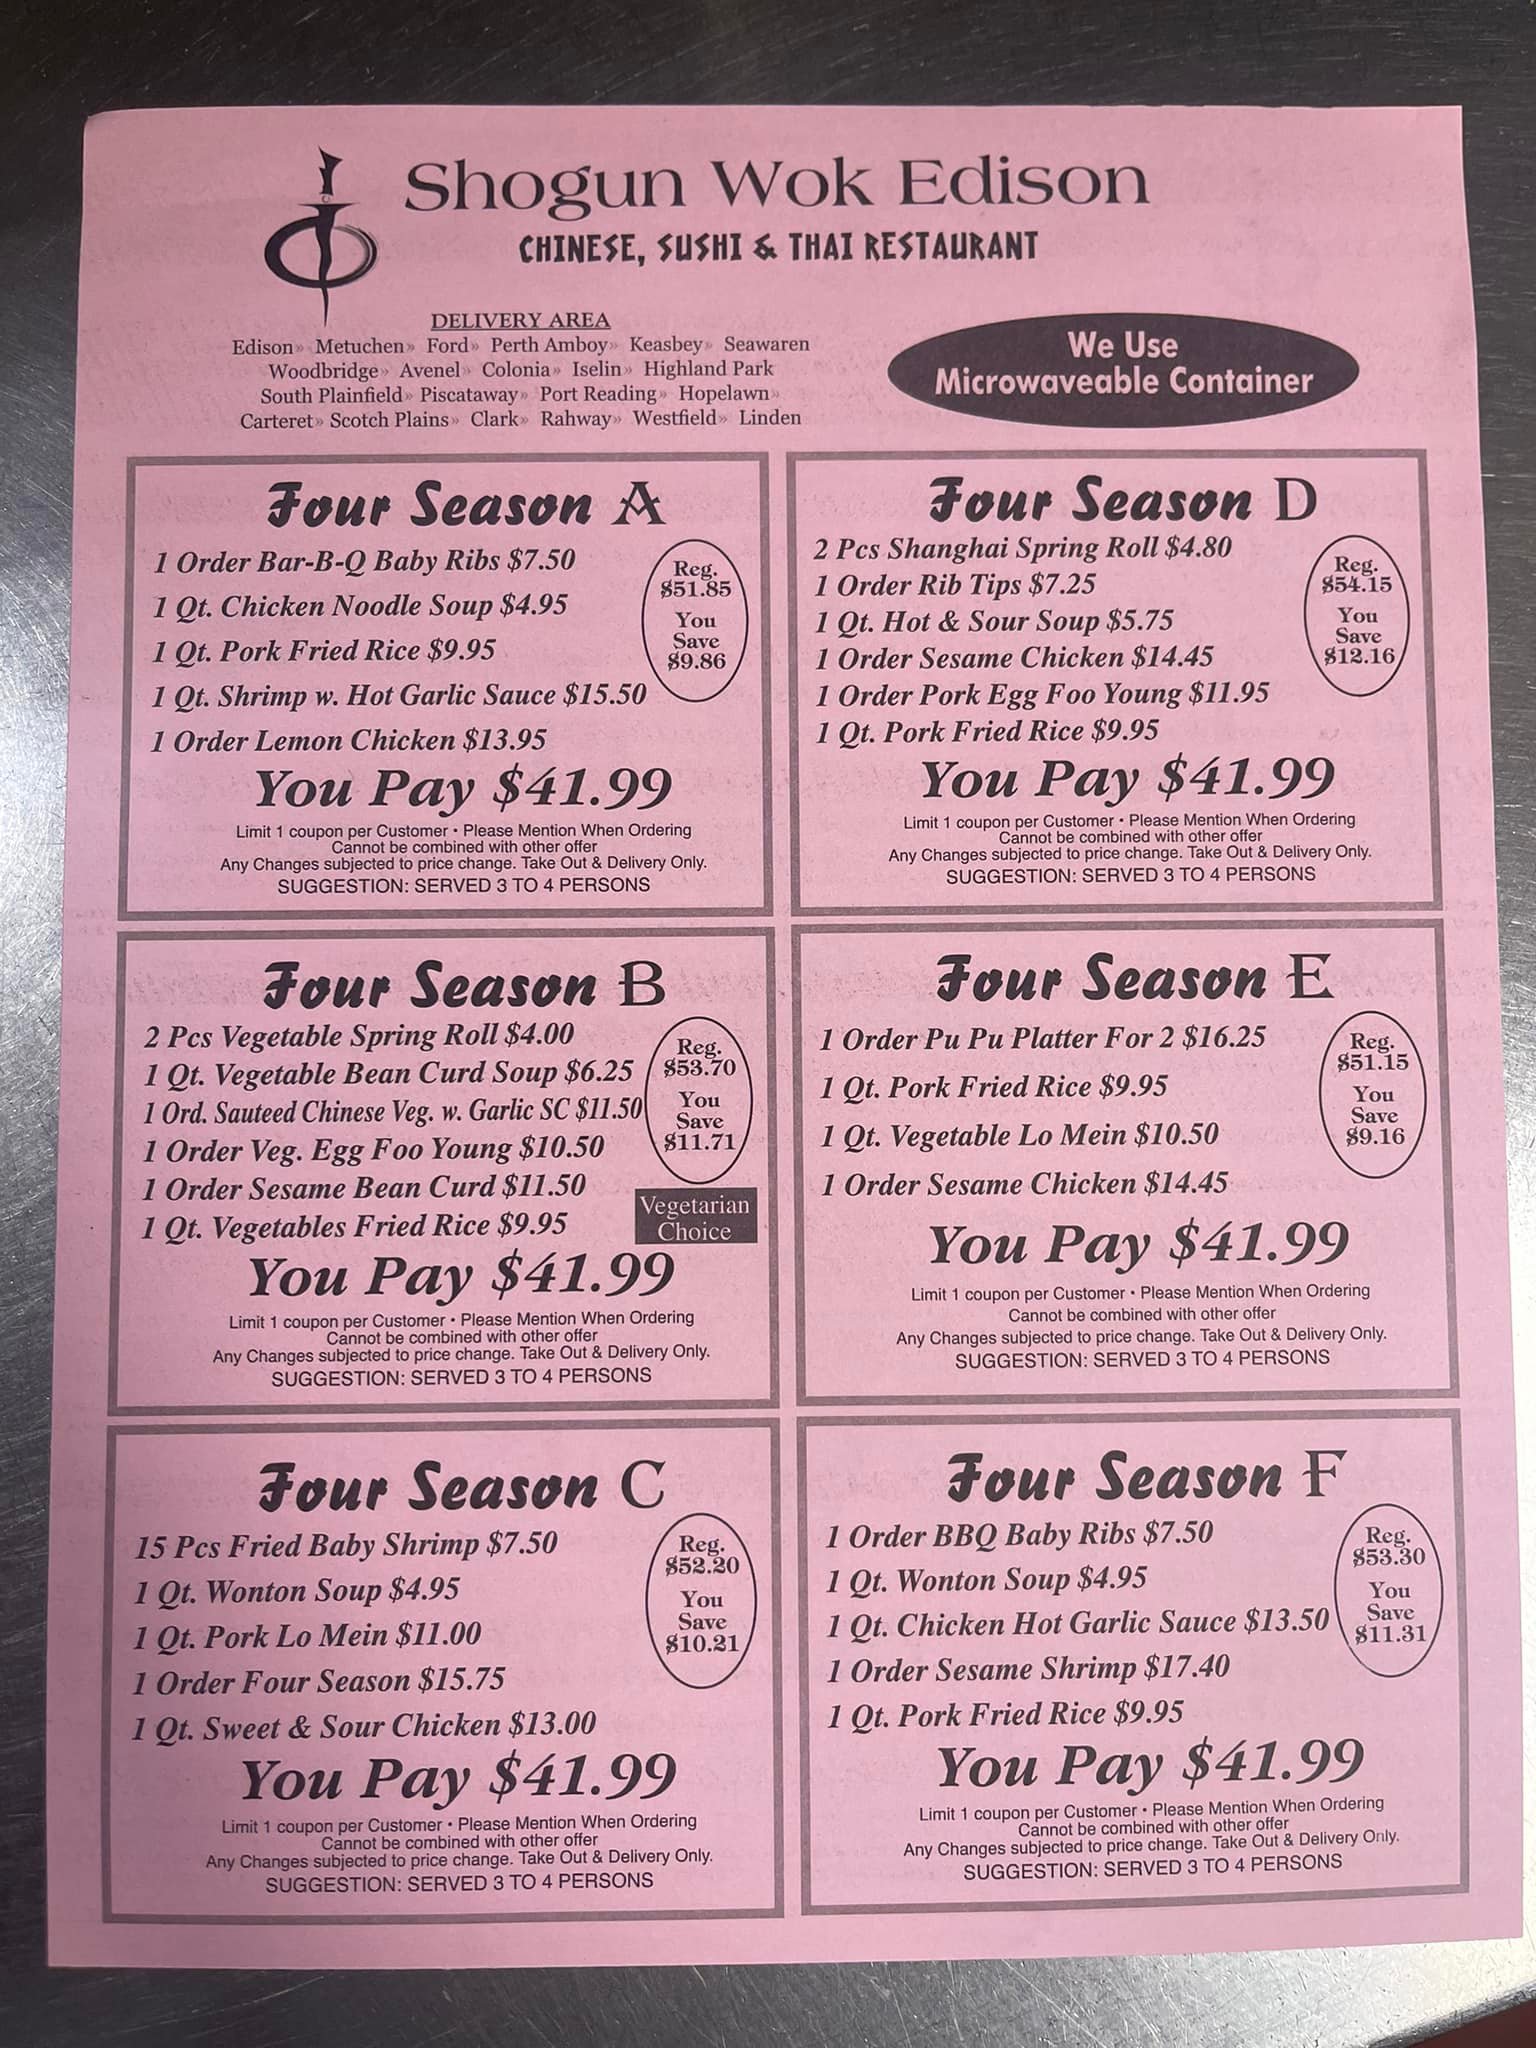 Shogun Wok Edison
CHINESE, SUSHI & THAI RESTAURANT
DELIVERY AREA
Edison» Metuchen» Ford» Perth Amboy» Keasbey» Seawaren
Woodbridge» Avenel» Colonia» Iselin» Highland Park
South Plainfield» Piscataway» Port Reading» Hopelawn»
Carteret» Scotch Plains» Clark» Rahway» Westfield» Linden
We Use
Microwaveable Container
Four Season A
1 Order Bar-B-Q Baby Ribs $7.50
1 Qt. Chicken Noodle Soup $4.95
1 Qt. Pork Fried Rice $9.95
1 Qt. Shrimp w. Hot Garlic Sauce $15.50
1 Order Lemon Chicken $13.95
Reg.
$51.85
You
Save
$9.86
You Pay $41.99
Limit 1 coupon per Customer • Please Mention When Ordering
Cannot be combined with other offer
Any Changes subjected to price change. Take Out & Delivery Only.
SUGGESTION: SERVED 3 TO 4 PERSONS
Four Season B
2 Pcs Vegetable Spring Roll $4.00
1 Qt. Vegetable Bean Curd Soup $6.25
1 Ord. Sauteed Chinese Veg. w. Garlic SC $11.50
1 Order Veg. Egg Foo Young $10.50
1 Order Sesame Bean Curd $11.50
1 Qt. Vegetables Fried Rice $9.95
Reg.
$53.70
You
Save
$11.71
Vegetarian
Choice
You Pay $41.99
Limit 1 coupon per Customer • Please Mention When Ordering
Cannot be combined with other offer
Any Changes subjected to price change. Take Out & Delivery Only.
SUGGESTION: SERVED 3 TO 4 PERSONS
Four Season C
15 Pcs Fried Baby Shrimp $7.50
1 Qt. Wonton Soup $4.95
1 Qt. Pork Lo Mein $11.00
1 Order Four Season $15.75
1 Qt. Sweet & Sour Chicken $13.00
Reg.
$52.20
You
Save
$10.21
You Pay $41.99
Limit 1 coupon per Customer • Please Mention When Ordering
Cannot be combined with other offer
Any Changes subjected to price change. Take Out & Delivery Only.
SUGGESTION: SERVED 3 TO 4 PERSONS
Four Season D
2 Pcs Shanghai Spring Roll $4.80
1 Order Rib Tips $7.25
1 Qt. Hot & Sour Soup $5.75
1 Order Sesame Chicken $14.45
1 Order Pork Egg Foo Young $11.95
1 Qt. Pork Fried Rice $9.95
Reg.
$54.15
You
Save
$12.16
You Pay $41.99
Limit 1 coupon per Customer • Please Mention When Ordering
Cannot be combined with other offer
Any Changes subjected to price change. Take Out & Delivery Only.
SUGGESTION: SERVED 3 TO 4 PERSONS
Four Season E
1 Order Pu Pu Platter For 2 $16.25
1 Qt. Pork Fried Rice $9.95
1 Qt. Vegetable Lo Mein $10.50
1 Order Sesame Chicken $14.45
Reg.
$51.15
You
Save
$9.16
You Pay $41.99
Limit 1 coupon per Customer • Please Mention When Ordering
Cannot be combined with other offer
Any Changes subjected to price change. Take Out & Delivery Only.
SUGGESTION: SERVED 3 TO 4 PERSONS
Four Season F
1 Order BBQ Baby Ribs $7.50
1 Qt. Wonton Soup $4.95
1 Qt. Chicken Hot Garlic Sauce $13.50
1 Order Sesame Shrimp $17.40
1 Qt. Pork Fried Rice $9.95
Reg.
$53.30
You
Save
$11.31
You Pay $41.99
Limit 1 coupon per Customer • Please Mention When Ordering
Cannot be combined with other offer
Any Changes subjected to price change. Take Out & Delivery Only.
SUGGESTION: SERVED 3 TO 4 PERSONS